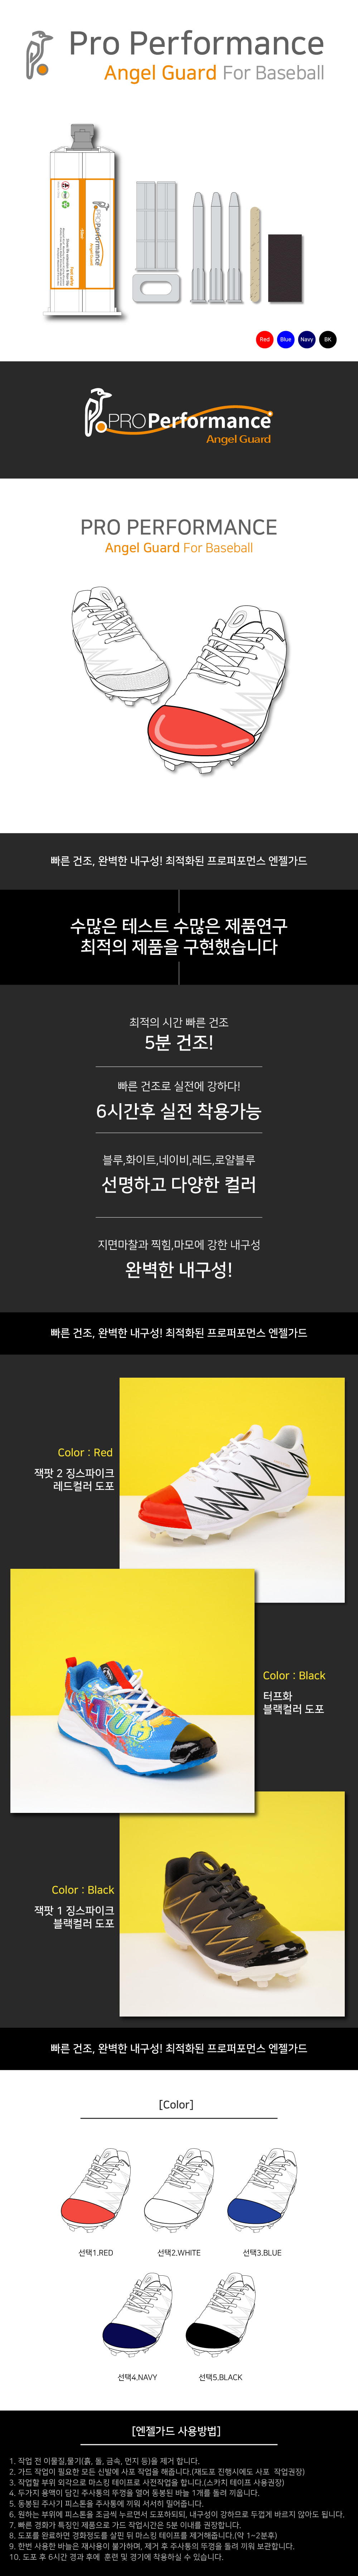 Pro Performance
Angel Guard For Baseball
PRO Performance
Angel Guard
Red
Blue
Navy
BK
PROPerformance
Angel Guard
PRO PERFORMANCE
Angel Guard For Baseball
빠른 건조, 완벽한 내구성! 최적화된 프로퍼포먼스 엔젤가드
수많은 테스트 수많은 제품연구
최적의 제품을 구현했습니다
최적의 시간 빠른 건조
5분 건조!
빠른 건조로 실전에 강하다!
6시간후 실전 착용가능
블루,화이트,네이비,레드,로얄블루
선명하고 다양한 컬러
지면마찰과 찍힘,마모에 강한 내구성
완벽한 내구성!
빠른 건조, 완벽한 내구성! 최적화된 프로퍼포먼스 엔젤가드
Color : Red
잭팟 2 징스파이크
레드컬러 도포
Color : Black
터프화
블랙컬러 도포
Color : Black
잭팟 1 징스파이크
블랙컬러 도포
빠른 건조, 완벽한 내구성! 최적화된 프로퍼포먼스 엔젤가드
[Color]
선택1.RED
선택2.WHITE
선택3.BLUE
선택4.NAVY
선택5.BLACK
[엔젤가드 사용방법]
1. 작업 전 이물질,물기(흙, 돌, 금속, 먼지 등)을 제거 합니다.
2. 가드 작업이 필요한 모든 신발에 사포 작업을 해줍니다.(재도포 진행시에도 사포 작업권장)
3. 작업할 부위 외각으로 마스킹 테이프로 사전작업을 합니다.(스카치 테이프 사용권장)
4. 두가지 용액이 담긴 주사통의 뚜껑을 열어 동봉된 바늘 1개를 돌려 끼웁니다.
5. 동봉된 주사기 피스톤을 주사통에 끼워 서서히 밀어줍니다.
6. 원하는 부위에 피스톤을 조금씩 누르면서 도포하되, 내구성이 강하므로 두껍게 바르지 않아도 됩니다.
7. 빠른 경화가 특징인 제품으로 가드 작업시간은 5분 이내를 권장합니다.
8. 도포를 완료하면 경화정도를 살핀 뒤 마스킹 테이프를 제거해줍니다.(약 1~2분후)
9. 한번 사용한 바늘은 재사용이 불가하며, 제거 후 주사통의 뚜껑을 돌려 끼워 보관합니다.
10. 도포 후 6시간 경과 후에 훈련 및 경기에 착용하실 수 있습니다.